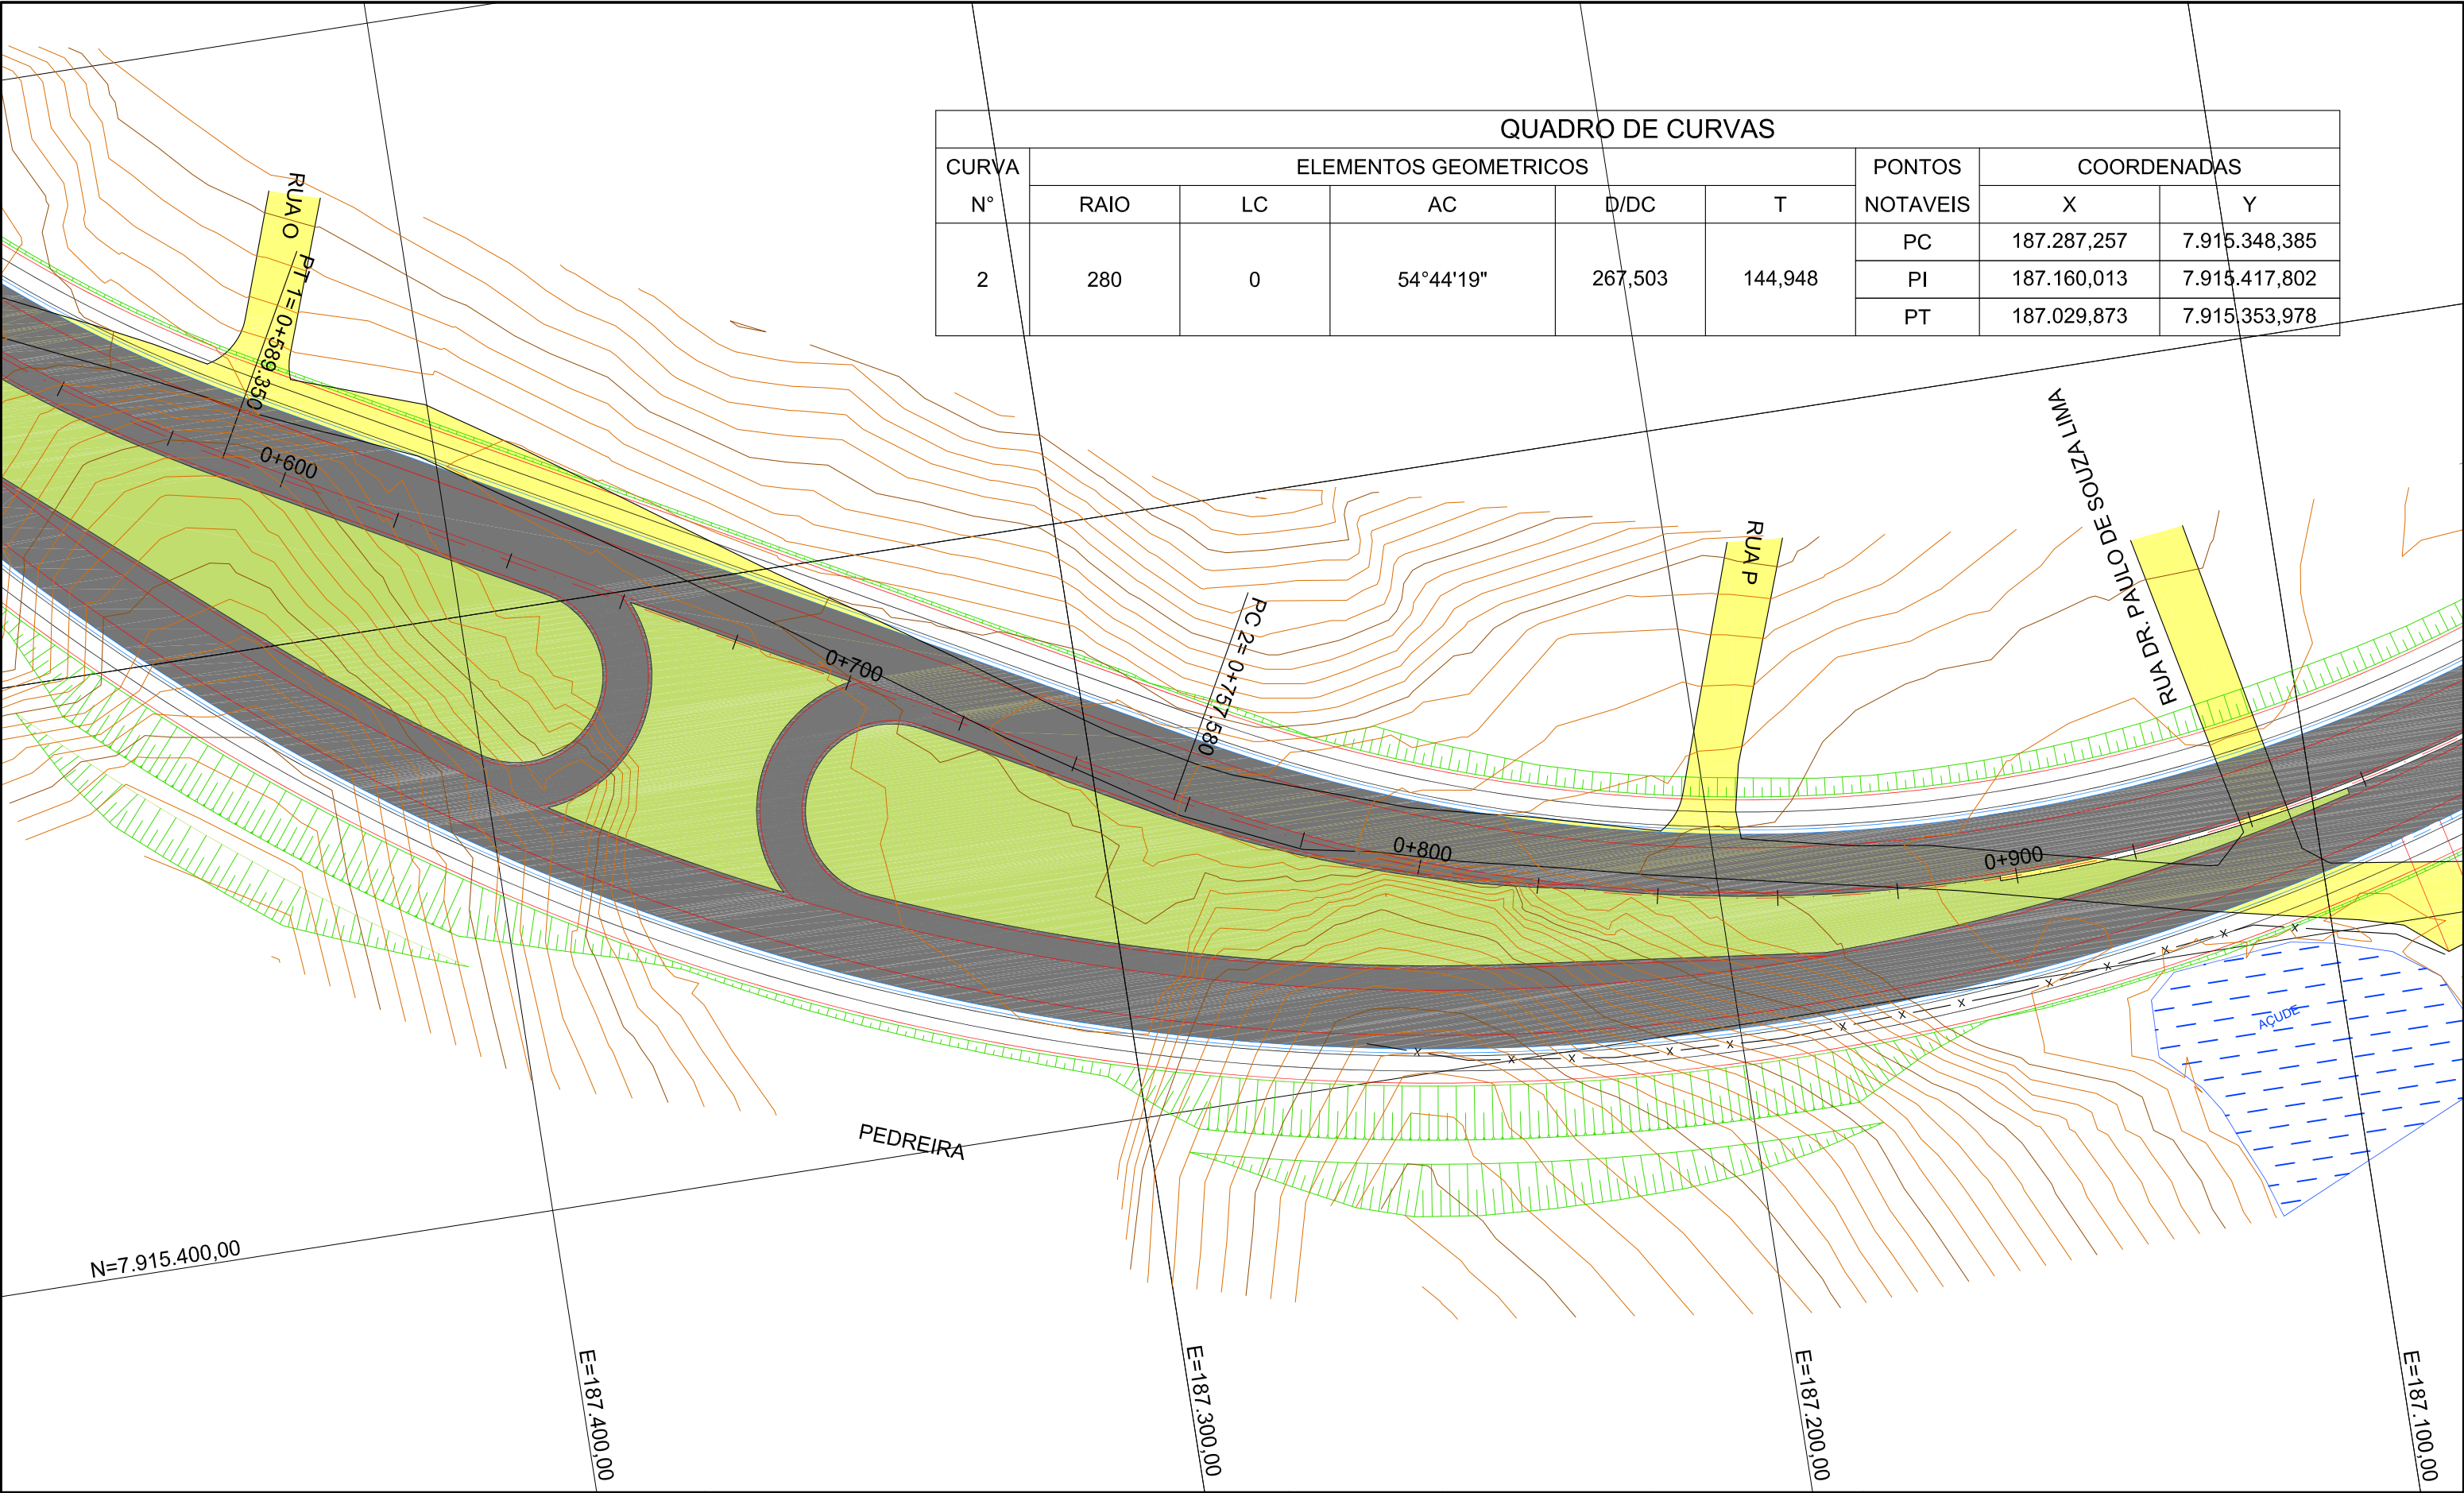 QUADRO DE CURVAS
CURVA ELEMENTOS GEOMETRICOS PONTOS COORDENADAS
N° RAIO LC AC D/DC T NOTAVEIS X Y
PC 187.287,257 7.915.348,385
2 280 0 54°44'19" 267,503 144,948 PI 187.160,013 7.915.417,802
PT 187.029,873 7.915.353,978
RUA O
PT 1= 0+589.350
0+600
0+700
PC 2= 0+757.580
0+800
RUA P
0+900
RUA DR. PAULO DE SOUZA LIMA
AÇUDE
x x x x x x x x x x x x x
PEDREIRA
N=7.915.400,00
E=187.400,00
E=187.300,00
E=187.200,00
E=187.100,00